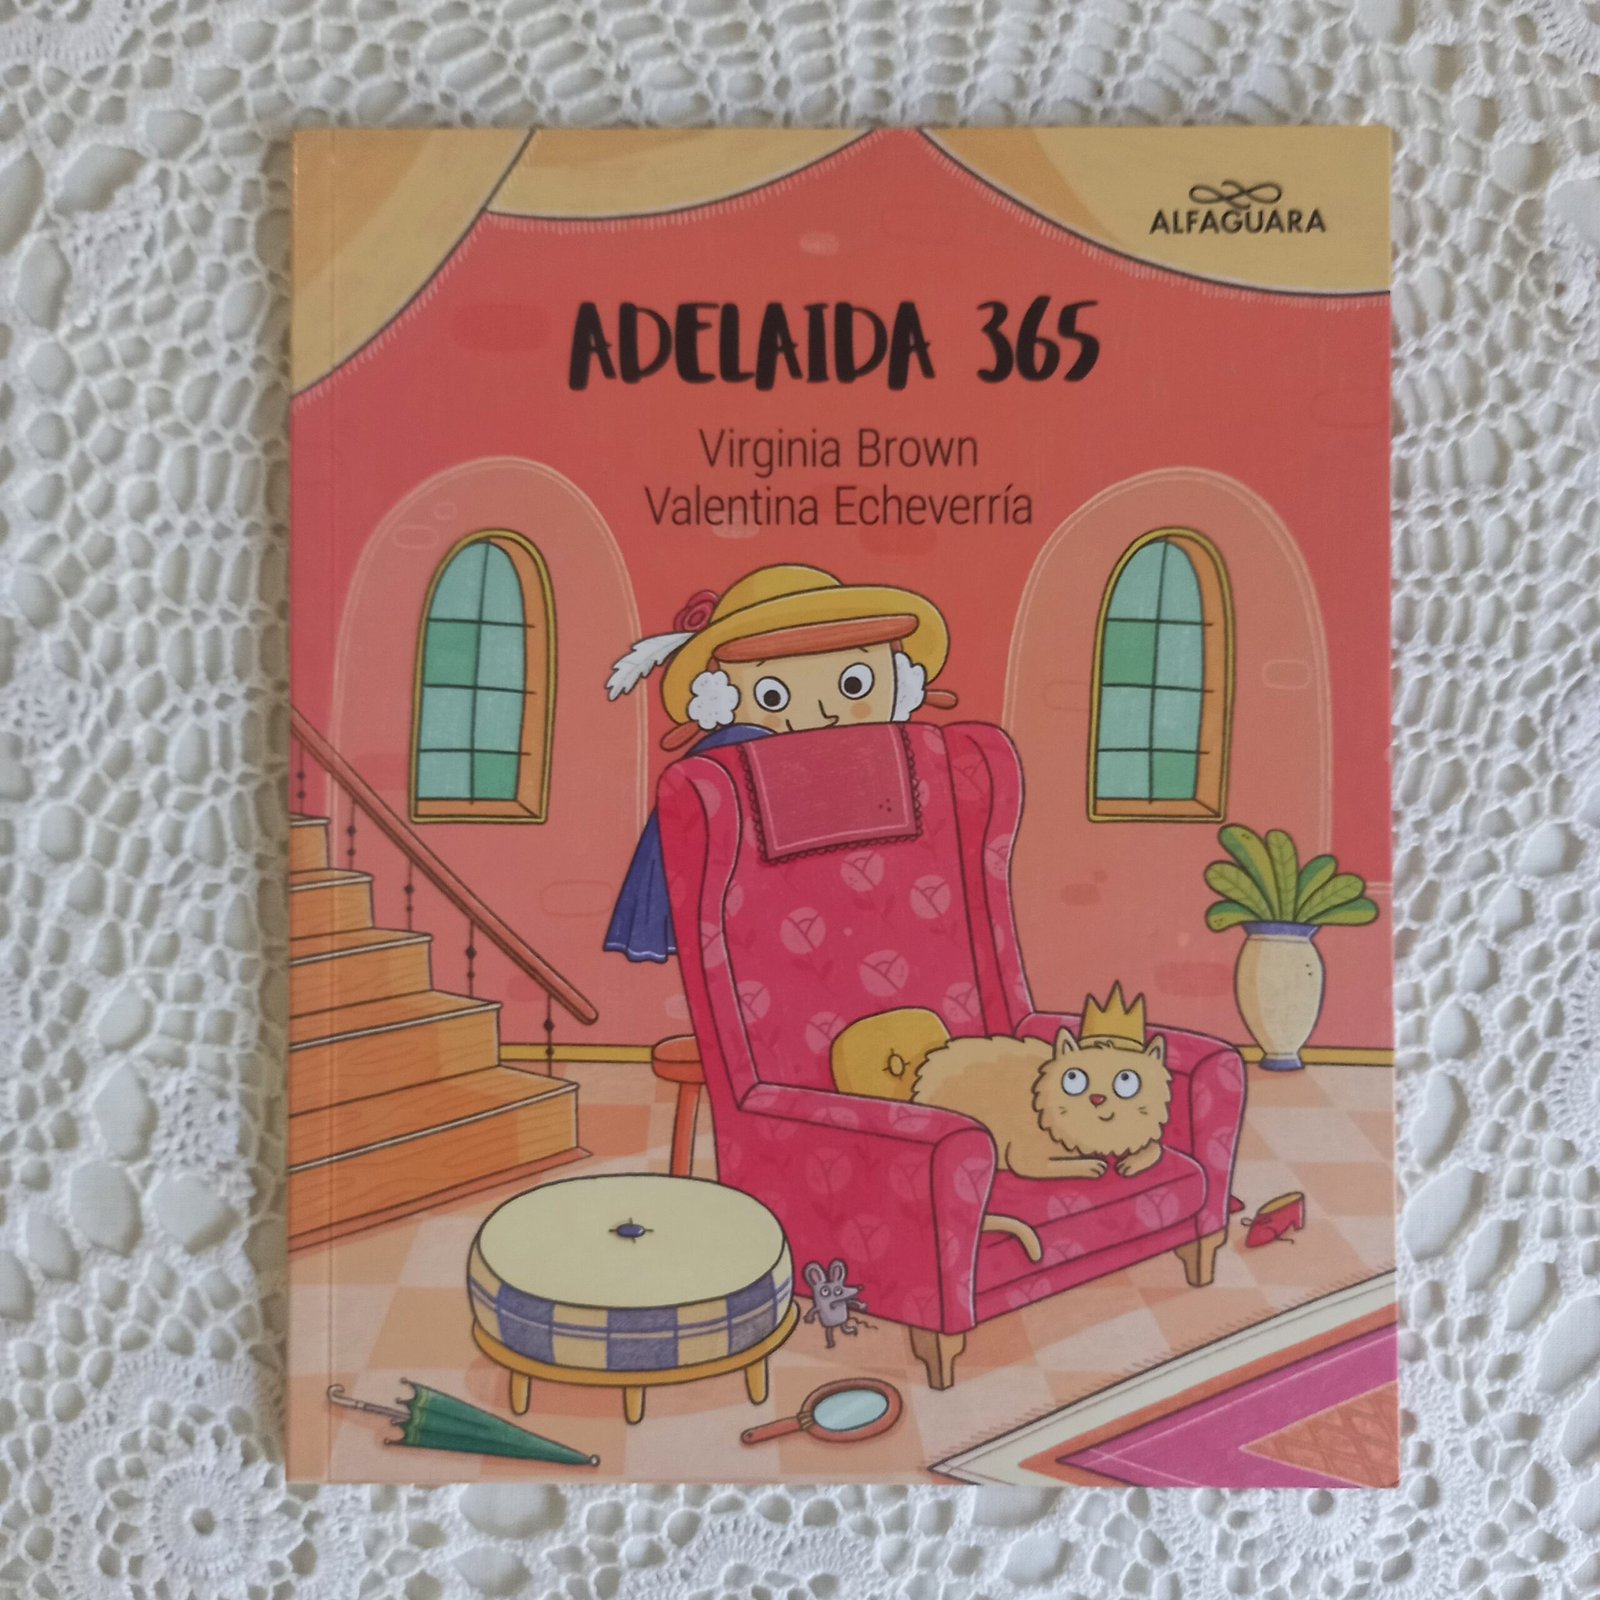 ALFAGUARA
ADELAIDA 365
Virginia Brown
Valentina Echeverría